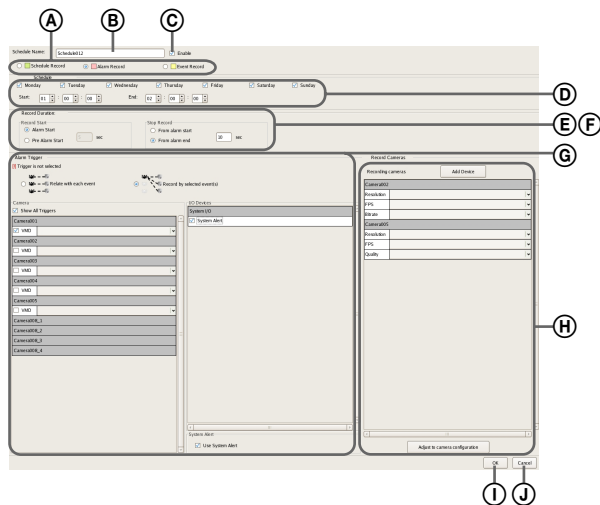 A B C
Schedule Name: Schedule012 Enable
Schedule Record Alarm Record Event Record
Schedule
Monday Tuesday Wednesday Thursday Friday Saturday Sunday
D
Start: 01 : 00 : 00 End: 02 : 00 : 00
Record Duration
E F
Record Start Stop Record
Alarm Start From alarm start
Pre Alarm Start sec From alarm end 30 sec
G
Alarm Trigger Record Cameras
Trigger is not selected
Recording cameras Add Device
Relate with each event Record by selected event(s)
Camera002
Resolution
Camera I/O Devices
FPS
Show All Triggers System I/O
Bitrate
Camera001 System Alert
Camera005
VMD
Resolution
Camera002
FPS
VMD
Quality
Camera003
VMD
Camera004
VMD
Camera005
VMD
H
Camera008_1
Camera008_2
Camera008_3
Camera008_4
System Alert
Use System Alert
Adjust to camera configuration
OK Cancel
I J